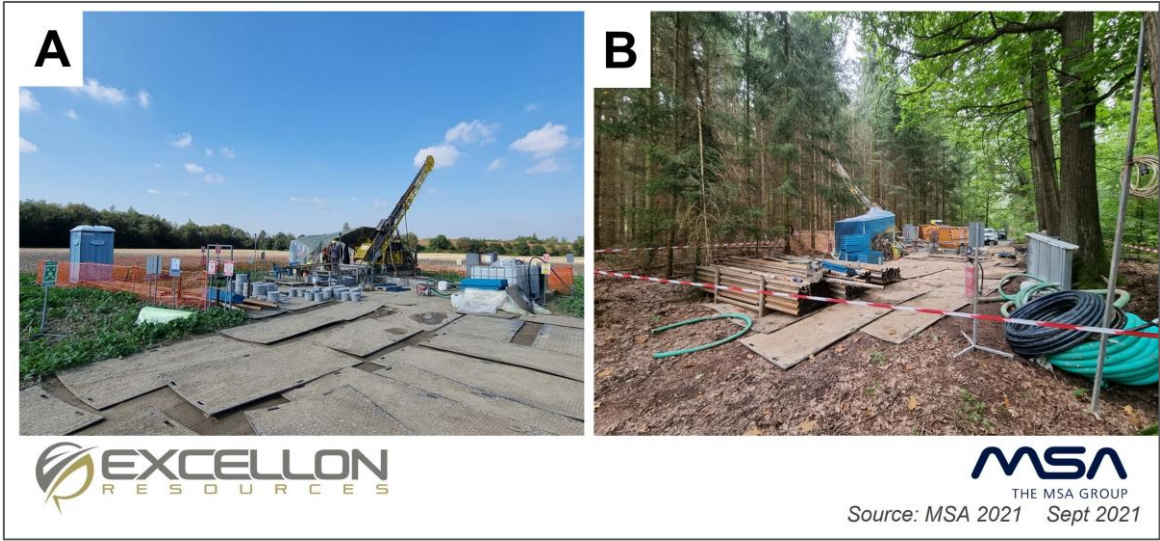 A
B
EXCELLON
RESOURCES
MSA
THE MSA GROUP
Source: MSA 2021 Sept 2021